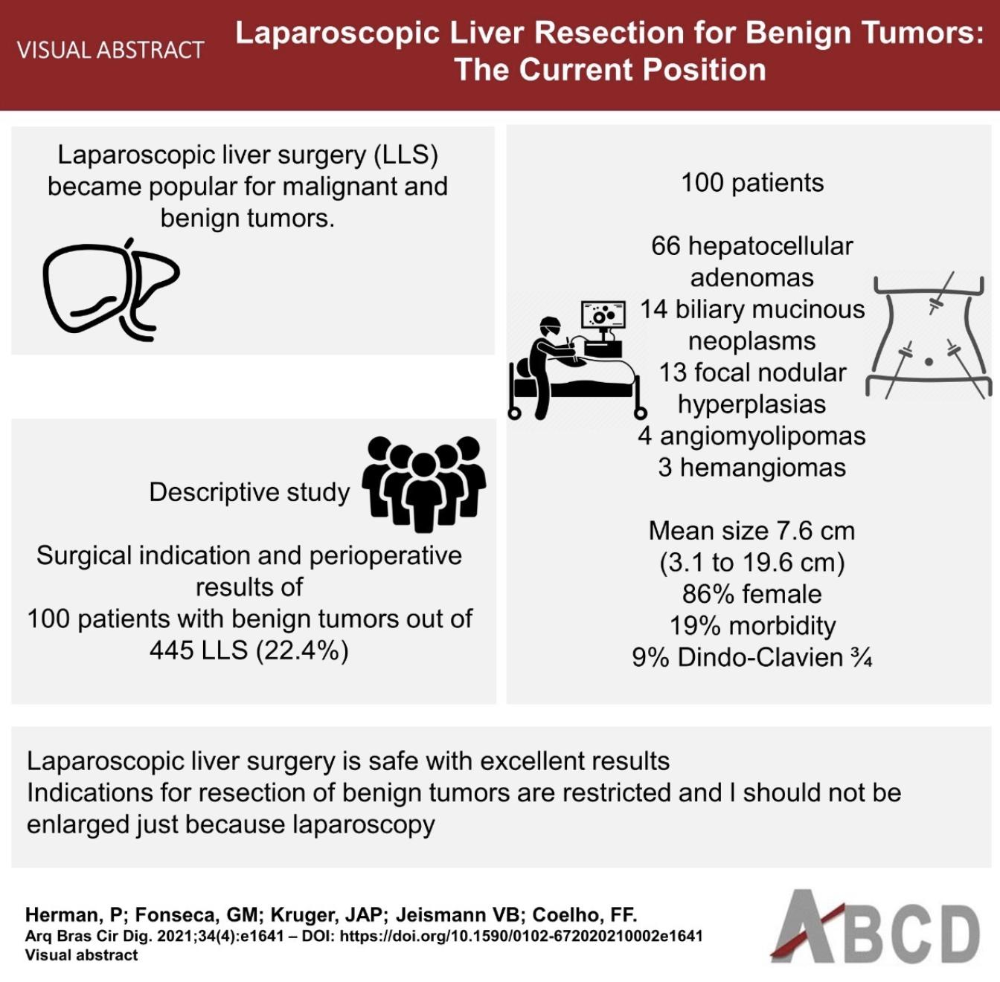 VISUAL ABSTRACT
Laparoscopic Liver Resection for Benign Tumors:
The Current Position
Laparoscopic liver surgery (LLS)
became popular for malignant and
benign tumors.
Descriptive study
Surgical indication and perioperative
results of
100 patients with benign tumors out of
445 LLS (22.4%)
100 patients
66 hepatocellular
adenomas
14 biliary mucinous
neoplasms
13 focal nodular
hyperplasias
4 angiomyolipomas
3 hemangiomas
Mean size 7.6 cm
(3.1 to 19.6 cm)
86% female
19% morbidity
9% Dindo-Clavien ¾
Laparoscopic liver surgery is safe with excellent results
Indications for resection of benign tumors are restricted and I should not be
enlarged just because laparoscopy
Herman, P; Fonseca, GM; Kruger, JAP; Jeismann VB; Coelho, FF.
Arq Bras Cir Dig. 2021;34(4):e1641 – DOI: https://doi.org/10.1590/0102-672020210002e1641
Visual abstract
ABCD